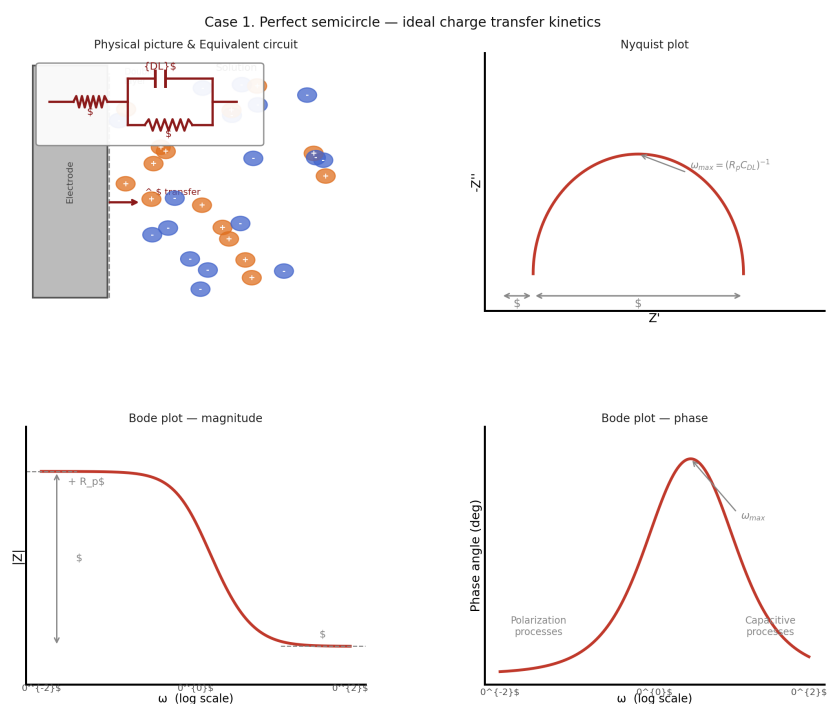 Case 1. Perfect semicircle — ideal charge transfer kinetics
Physical picture & Equivalent circuit
{DL}$
$
$
Electrode
^-$ transfer
Nyquist plot
-Z''
ω_max = (R_pC_DL)^-1
$
$
Z'
Bode plot — magnitude
|Z|
+ R_p$
$
$
0^{-2}$
0^{0}$
0^{2}$
ω (log scale)
Bode plot — phase
Phase angle (deg)
ω_max
Polarization
processes
Capacitive
processes
0^{-2}$
0^{0}$
0^{2}$
ω (log scale)